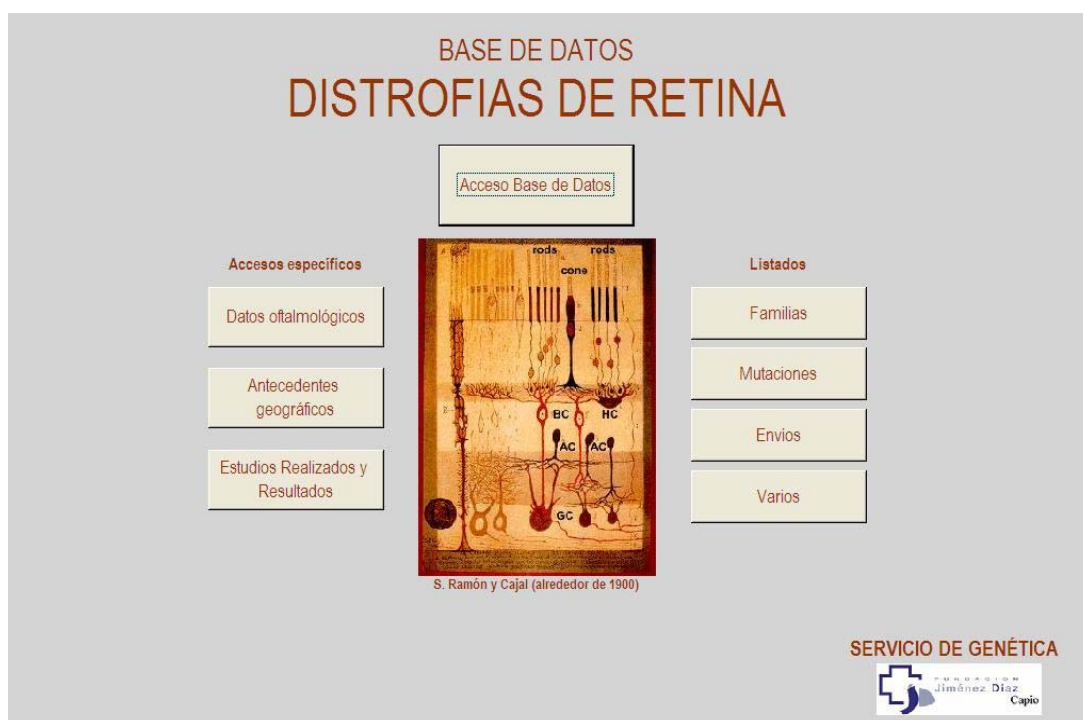 BASE DE DATOS
DISTROFIAS DE RETINA
Acceso Base de Datos
Accesos específicos
Datos oftalmológicos
Antecedentes
geográficos
Estudios Realizados y
Resultados
rods
rods
cone
BC
HC
AC
AC
GC
S. Ramón y Cajal (alrededor de 1900)
Listados
Familias
Mutaciones
Envios
Varios
SERVICIO DE GENÉTICA
FUNDACION
Jiménez Díaz
Capio